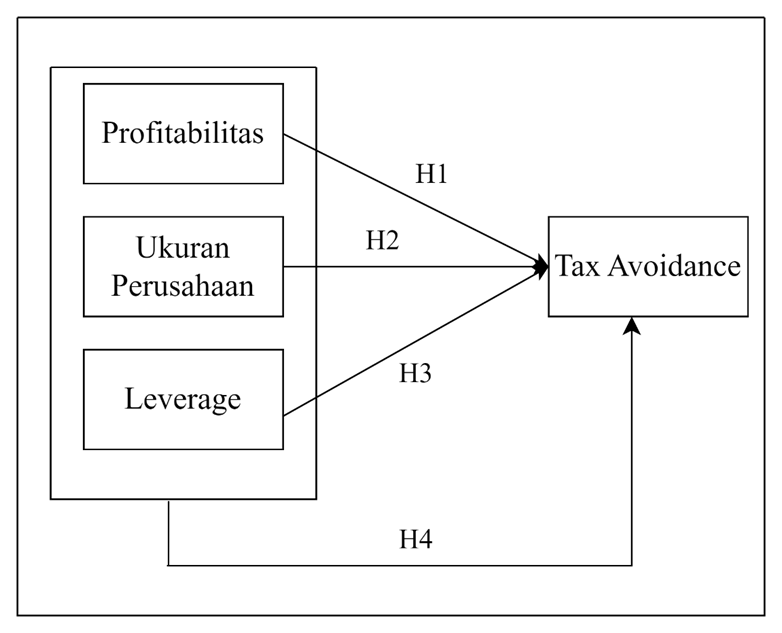 Profitabilitas
H1
Ukuran
Perusahaan
H2
Tax Avoidance
Leverage
H3
H4